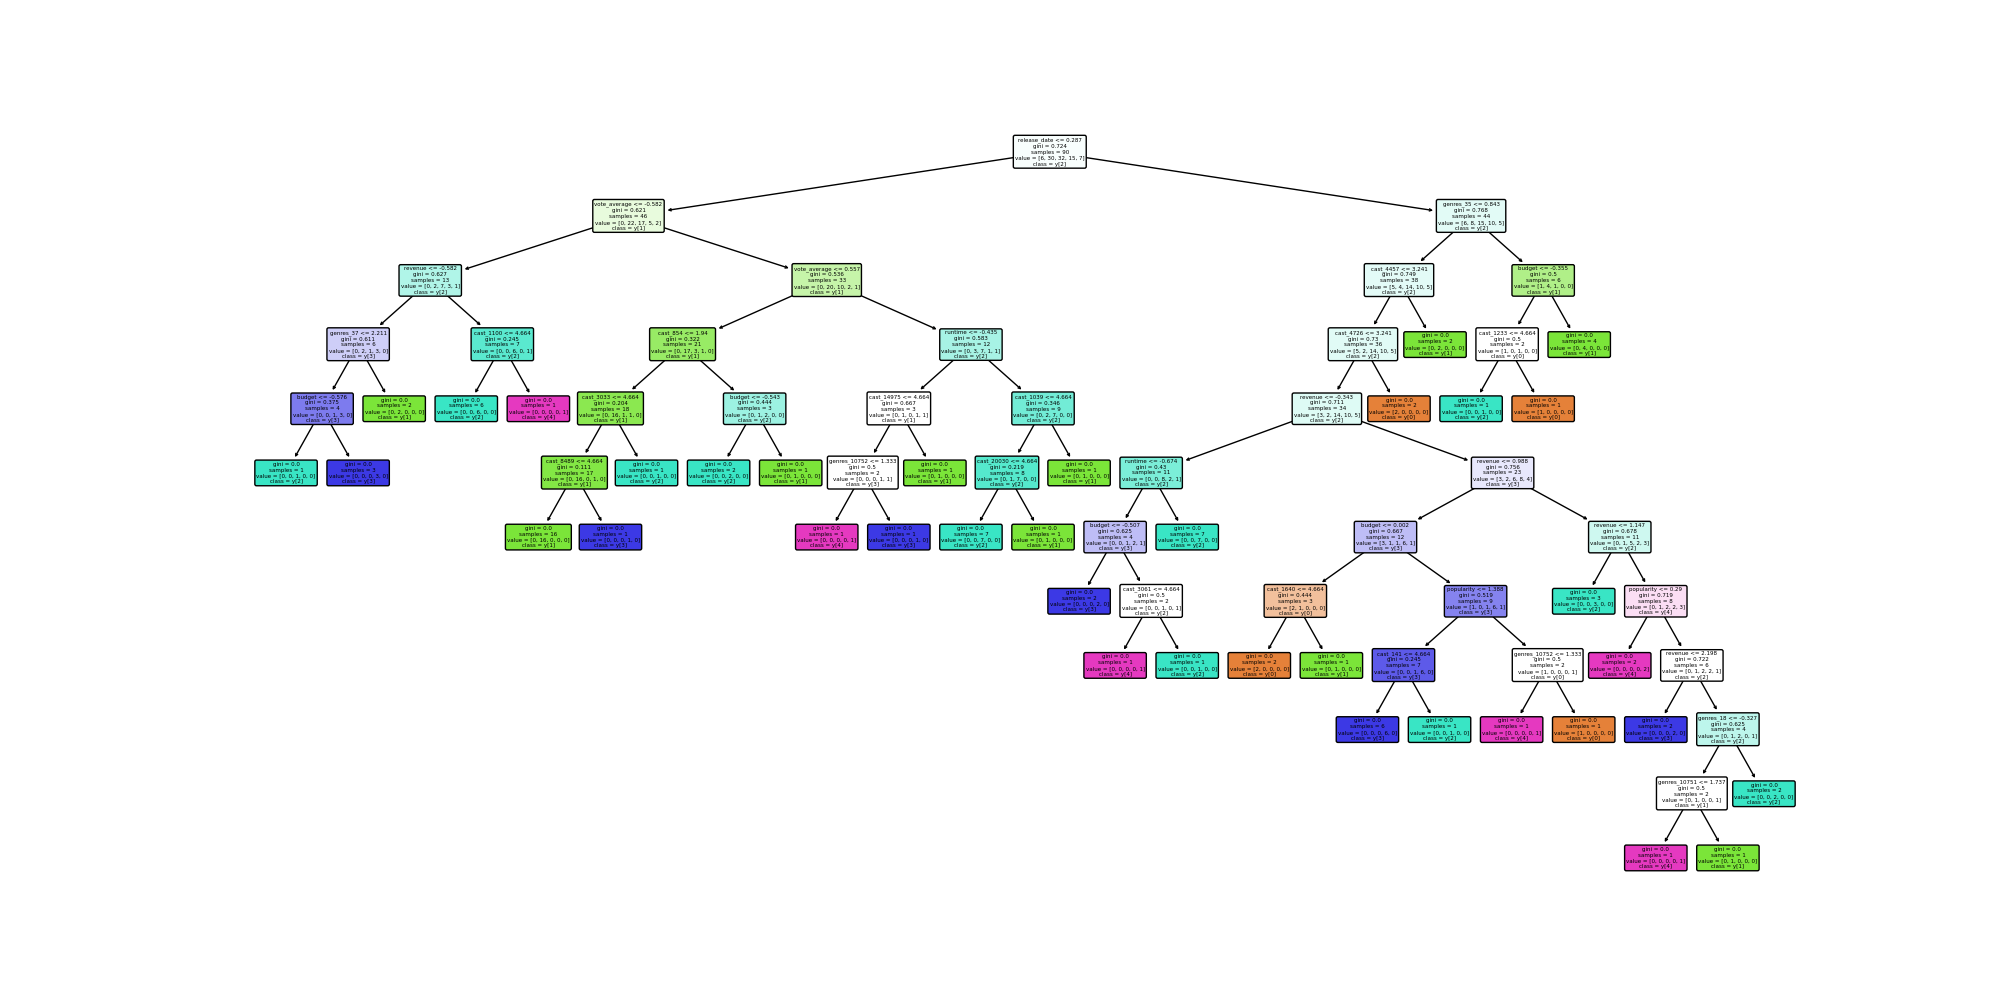 release_date <= 0.287
gini = 0.724
samples = 90
value = [6, 30, 32, 15, 7]
class = y[2]
vote_average <= -0.582
gini = 0.621
samples = 46
value = [0, 22, 17, 5, 2]
class = y[1]
genres_35 <= 0.843
gini = 0.768
samples = 44
value = [6, 8, 15, 10, 5]
class = y[2]
revenue <= -0.582
gini = 0.627
samples = 13
value = [0, 2, 7, 3, 1]
class = y[2]
vote_average <= 0.557
gini = 0.536
samples = 33
value = [0, 20, 10, 2, 1]
class = y[1]
cast_4457 <= 3.241
gini = 0.749
samples = 38
value = [5, 4, 14, 10, 5]
class = y[2]
budget <= -0.355
gini = 0.5
samples = 6
value = [1, 4, 1, 0, 0]
class = y[1]
genres_37 <= 2.211
gini = 0.611
samples = 6
value = [0, 2, 1, 3, 0]
class = y[3]
cast_1100 <= 4.664
gini = 0.245
samples = 7
value = [0, 0, 6, 0, 1]
class = y[2]
cast_854 <= 1.94
gini = 0.322
samples = 21
value = [0, 17, 3, 1, 0]
class = y[1]
runtime <= -0.435
gini = 0.583
samples = 12
value = [0, 3, 7, 1, 1]
class = y[2]
cast_4726 <= 3.241
gini = 0.73
samples = 36
value = [5, 2, 14, 10, 5]
class = y[2]
gini = 0.0
samples = 2
value = [0, 2, 0, 0, 0]
class = y[1]
cast_1233 <= 4.664
gini = 0.5
samples = 2
value = [1, 0, 1, 0, 0]
class = y[0]
gini = 0.0
samples = 4
value = [0, 4, 0, 0, 0]
class = y[1]
budget <= -0.576
gini = 0.375
samples = 4
value = [0, 0, 1, 3, 0]
class = y[3]
gini = 0.0
samples = 2
value = [0, 2, 0, 0, 0]
class = y[1]
gini = 0.0
samples = 6
value = [0, 0, 6, 0, 0]
class = y[2]
gini = 0.0
samples = 1
value = [0, 0, 0, 0, 1]
class = y[4]
cast_3033 <= 4.664
gini = 0.204
samples = 18
value = [0, 16, 1, 1, 0]
class = y[1]
budget <= -0.543
gini = 0.444
samples = 3
value = [0, 1, 2, 0, 0]
class = y[2]
cast_14975 <= 4.664
gini = 0.667
samples = 3
value = [0, 1, 0, 1, 1]
class = y[1]
cast_1039 <= 4.664
gini = 0.346
samples = 9
value = [0, 2, 7, 0, 0]
class = y[2]
revenue <= -0.343
gini = 0.711
samples = 34
value = [3, 2, 14, 10, 5]
class = y[2]
gini = 0.0
samples = 2
value = [2, 0, 0, 0, 0]
class = y[0]
gini = 0.0
samples = 1
value = [0, 0, 1, 0, 0]
class = y[2]
gini = 0.0
samples = 1
value = [1, 0, 0, 0, 0]
class = y[0]
gini = 0.0
samples = 1
value = [0, 0, 1, 0, 0]
class = y[2]
gini = 0.0
samples = 3
value = [0, 0, 0, 3, 0]
class = y[3]
cast_8489 <= 4.664
gini = 0.111
samples = 17
value = [0, 16, 0, 1, 0]
class = y[1]
gini = 0.0
samples = 1
value = [0, 0, 1, 0, 0]
class = y[2]
gini = 0.0
samples = 2
value = [0, 0, 2, 0, 0]
class = y[2]
gini = 0.0
samples = 1
value = [0, 1, 0, 0, 0]
class = y[1]
genres_10752 <= 1.333
gini = 0.5
samples = 2
value = [0, 0, 0, 1, 1]
class = y[3]
gini = 0.0
samples = 1
value = [0, 1, 0, 0, 0]
class = y[1]
cast_20030 <= 4.664
gini = 0.219
samples = 8
value = [0, 1, 7, 0, 0]
class = y[2]
gini = 0.0
samples = 1
value = [0, 1, 0, 0, 0]
class = y[1]
runtime <= -0.674
gini = 0.43
samples = 11
value = [0, 0, 8, 2, 1]
class = y[2]
revenue <= 0.988
gini = 0.756
samples = 23
value = [3, 2, 6, 8, 4]
class = y[3]
gini = 0.0
samples = 16
value = [0, 16, 0, 0, 0]
class = y[1]
gini = 0.0
samples = 1
value = [0, 0, 0, 1, 0]
class = y[3]
gini = 0.0
samples = 1
value = [0, 0, 0, 0, 1]
class = y[4]
gini = 0.0
samples = 1
value = [0, 0, 0, 1, 0]
class = y[3]
gini = 0.0
samples = 7
value = [0, 0, 7, 0, 0]
class = y[2]
gini = 0.0
samples = 1
value = [0, 1, 0, 0, 0]
class = y[1]
budget <= -0.507
gini = 0.625
samples = 4
value = [0, 0, 1, 2, 1]
class = y[3]
gini = 0.0
samples = 7
value = [0, 0, 7, 0, 0]
class = y[2]
budget <= 0.002
gini = 0.667
samples = 12
value = [3, 1, 1, 6, 1]
class = y[3]
revenue <= 1.147
gini = 0.678
samples = 11
value = [0, 1, 5, 2, 3]
class = y[2]
gini = 0.0
samples = 2
value = [0, 0, 0, 2, 0]
class = y[3]
cast_3061 <= 4.664
gini = 0.5
samples = 2
value = [0, 0, 1, 0, 1]
class = y[2]
cast_1640 <= 4.664
gini = 0.444
samples = 3
value = [2, 1, 0, 0, 0]
class = y[0]
popularity <= 1.388
gini = 0.519
samples = 9
value = [1, 0, 1, 6, 1]
class = y[3]
gini = 0.0
samples = 3
value = [0, 0, 3, 0, 0]
class = y[2]
popularity <= 0.29
gini = 0.719
samples = 8
value = [0, 1, 2, 2, 3]
class = y[4]
gini = 0.0
samples = 1
value = [0, 0, 0, 0, 1]
class = y[4]
gini = 0.0
samples = 1
value = [0, 0, 1, 0, 0]
class = y[2]
gini = 0.0
samples = 2
value = [2, 0, 0, 0, 0]
class = y[0]
gini = 0.0
samples = 1
value = [0, 1, 0, 0, 0]
class = y[1]
cast_141 <= 4.664
gini = 0.245
samples = 7
value = [0, 0, 1, 6, 0]
class = y[3]
genres_10752 <= 1.333
gini = 0.5
samples = 2
value = [1, 0, 0, 0, 1]
class = y[0]
gini = 0.0
samples = 2
value = [0, 0, 0, 0, 2]
class = y[4]
revenue <= 2.198
gini = 0.722
samples = 6
value = [0, 1, 2, 2, 1]
class = y[2]
gini = 0.0
samples = 6
value = [0, 0, 0, 6, 0]
class = y[3]
gini = 0.0
samples = 1
value = [0, 0, 1, 0, 0]
class = y[2]
gini = 0.0
samples = 1
value = [0, 0, 0, 0, 1]
class = y[4]
gini = 0.0
samples = 1
value = [1, 0, 0, 0, 0]
class = y[0]
gini = 0.0
samples = 2
value = [0, 0, 0, 2, 0]
class = y[3]
genres_18 <= -0.327
gini = 0.625
samples = 4
value = [0, 1, 2, 0, 1]
class = y[2]
genres_10751 <= 1.737
gini = 0.5
samples = 2
value = [0, 1, 0, 0, 1]
class = y[1]
gini = 0.0
samples = 2
value = [0, 0, 2, 0, 0]
class = y[2]
gini = 0.0
samples = 1
value = [0, 0, 0, 0, 1]
class = y[4]
gini = 0.0
samples = 1
value = [0, 1, 0, 0, 0]
class = y[1]